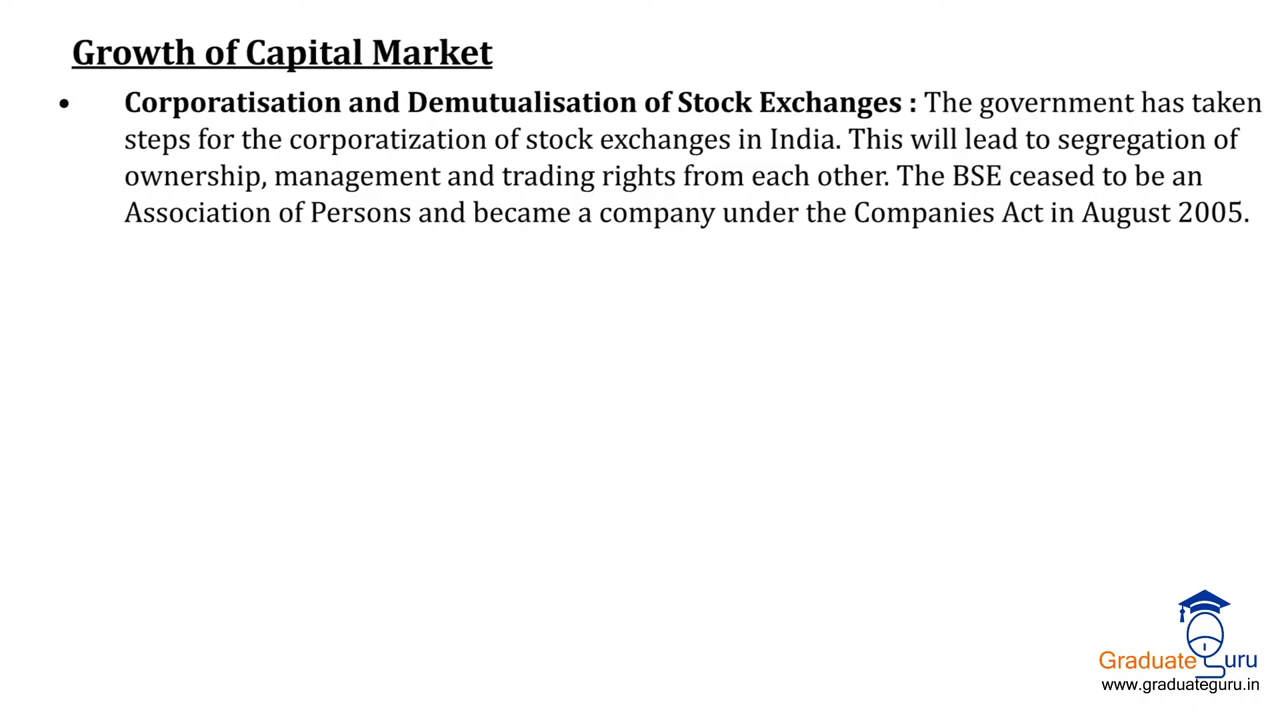 Growth of Capital Market
• Corporatisation and Demutualisation of Stock Exchanges : The government has taken
steps for the corporatization of stock exchanges in India. This will lead to segregation of
ownership, management and trading rights from each other. The BSE ceased to be an
Association of Persons and became a company under the Companies Act in August 2005.
Graduate Guru
www.graduateguru.in